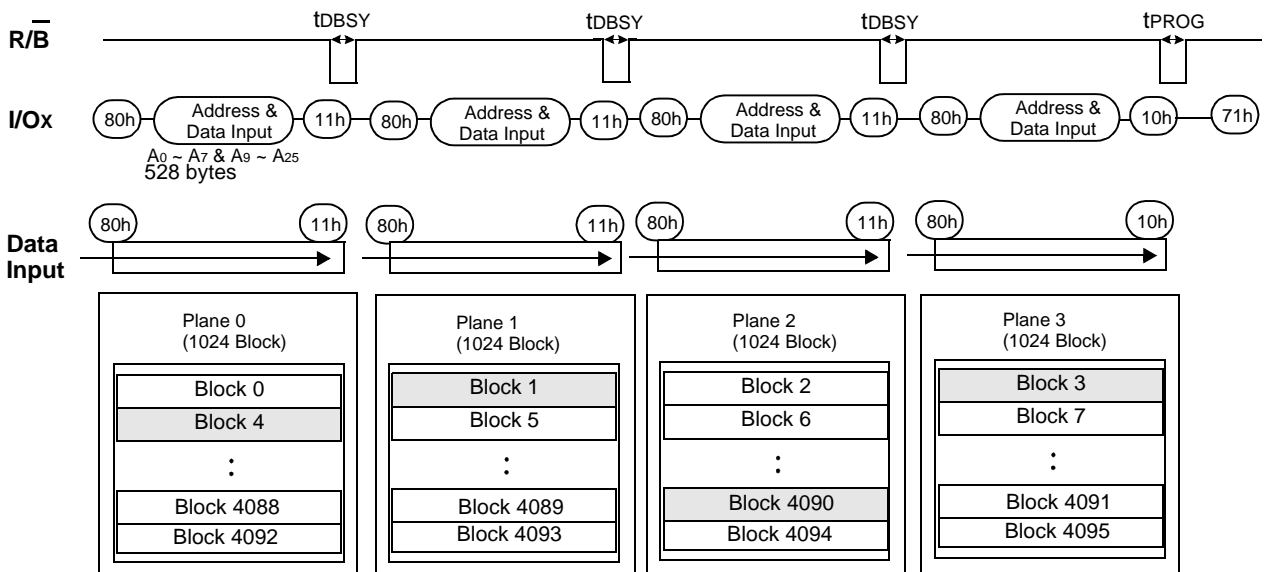 tDBSY tDBSY tDBSY tPROG
R/B̅
I/Ox 80h Address & Data Input 11h 80h Address & Data Input 11h 80h Address & Data Input 11h 80h Address & Data Input 10h 71h
A0 ~ A7 & A9 ~ A25
528 bytes
Data Input 80h 11h 80h 11h 80h 11h 80h 10h
Plane 0
(1024 Block)
Block 0
Block 4
:
Block 4088
Block 4092
Plane 1
(1024 Block)
Block 1
Block 5
:
Block 4089
Block 4093
Plane 2
(1024 Block)
Block 2
Block 6
:
Block 4090
Block 4094
Plane 3
(1024 Block)
Block 3
Block 7
:
Block 4091
Block 4095